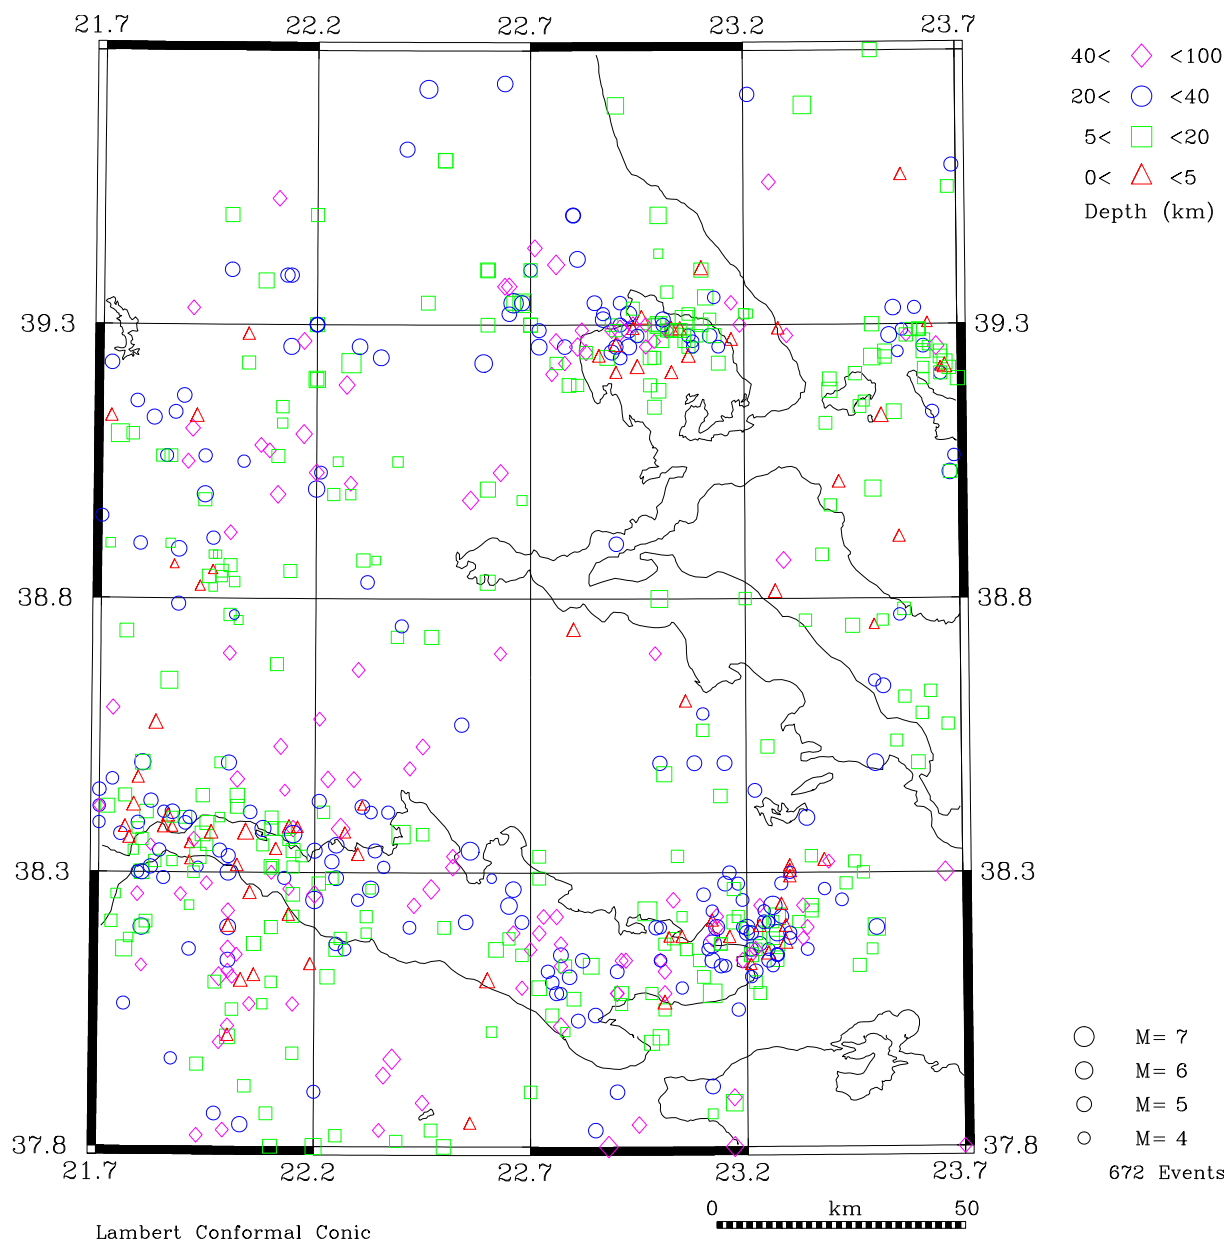 21.7 22.2 22.7 23.2 23.7
40< <100
20< <40
5< <20
0< <5
Depth (km)
39.3 39.3
38.8 38.8
38.3 38.3
M= 7
M= 6
M= 5
M= 4
37.8 37.8
21.7 22.2 22.7 23.2 23.7
672 Events
0 km 50
Lambert Conformal Conic